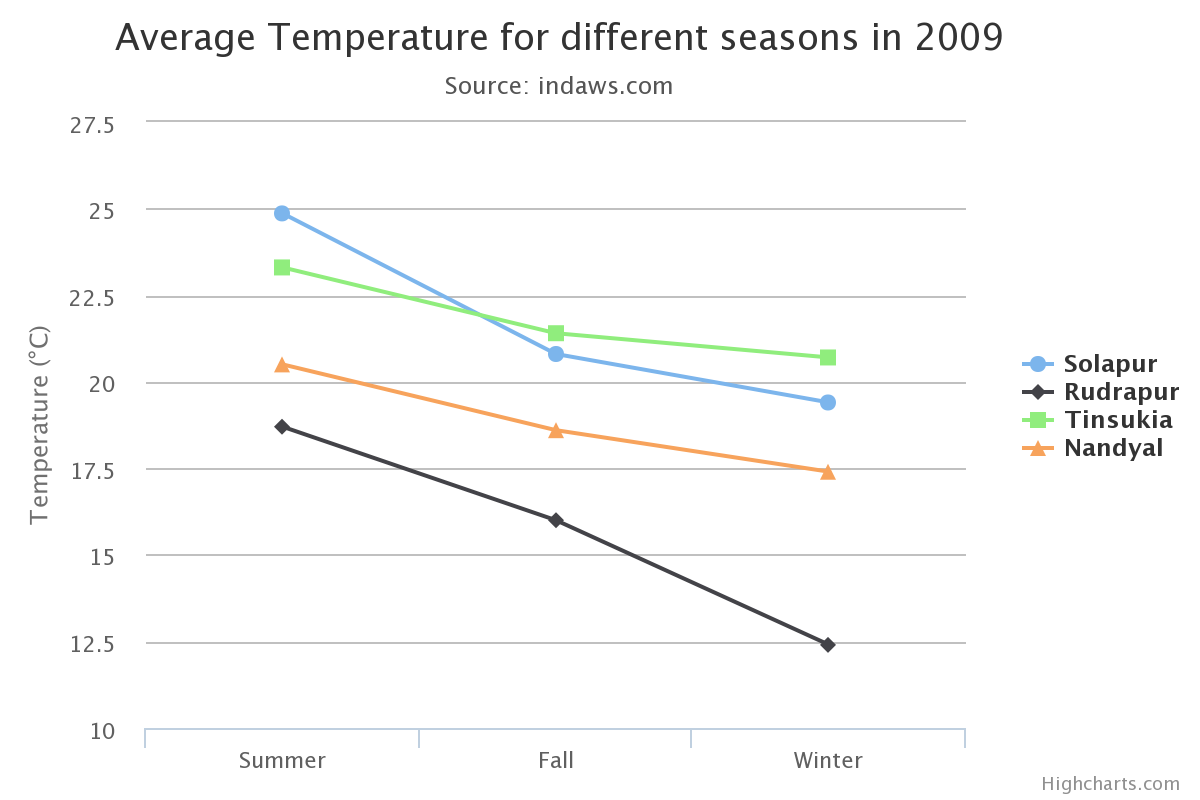 Average Temperature for different seasons in 2009
Source: indaws.com
27.5
25
22.5
20
17.5
15
12.5
10
Temperature (°C)
Summer
Fall
Winter
Solapur
Rudrapur
Tinsukia
Nandyal
Highcharts.com